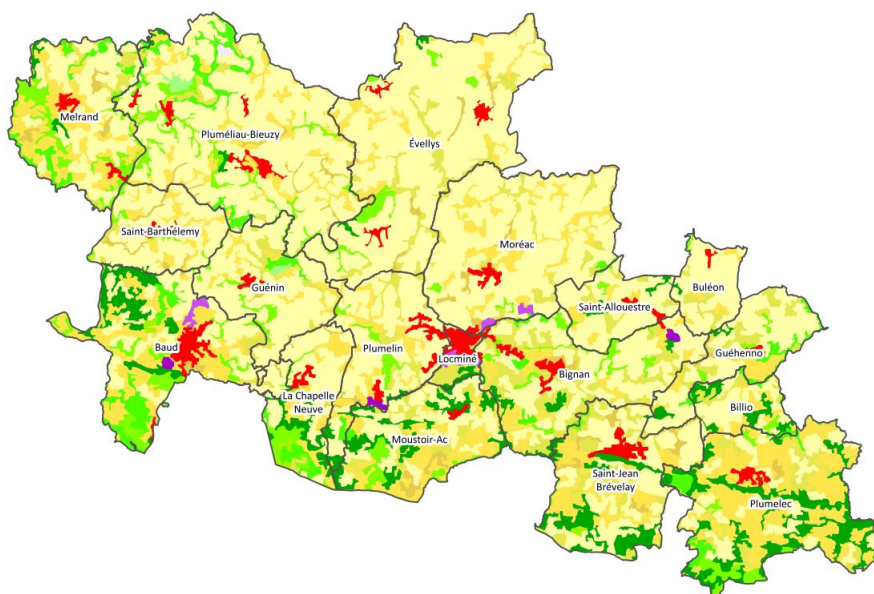 Melrand
Pluméliau-Bieuzy
Évellys
Saint-Barthélemy
Moréac
Guénin
Saint-Allouestre
Buléon
Baud
Plumelin
Locminé
Guéhenno
Bignan
La Chapelle
Neuve
Billio
Moustoir-Ac
Saint-Jean
Brévelay
Plumelec